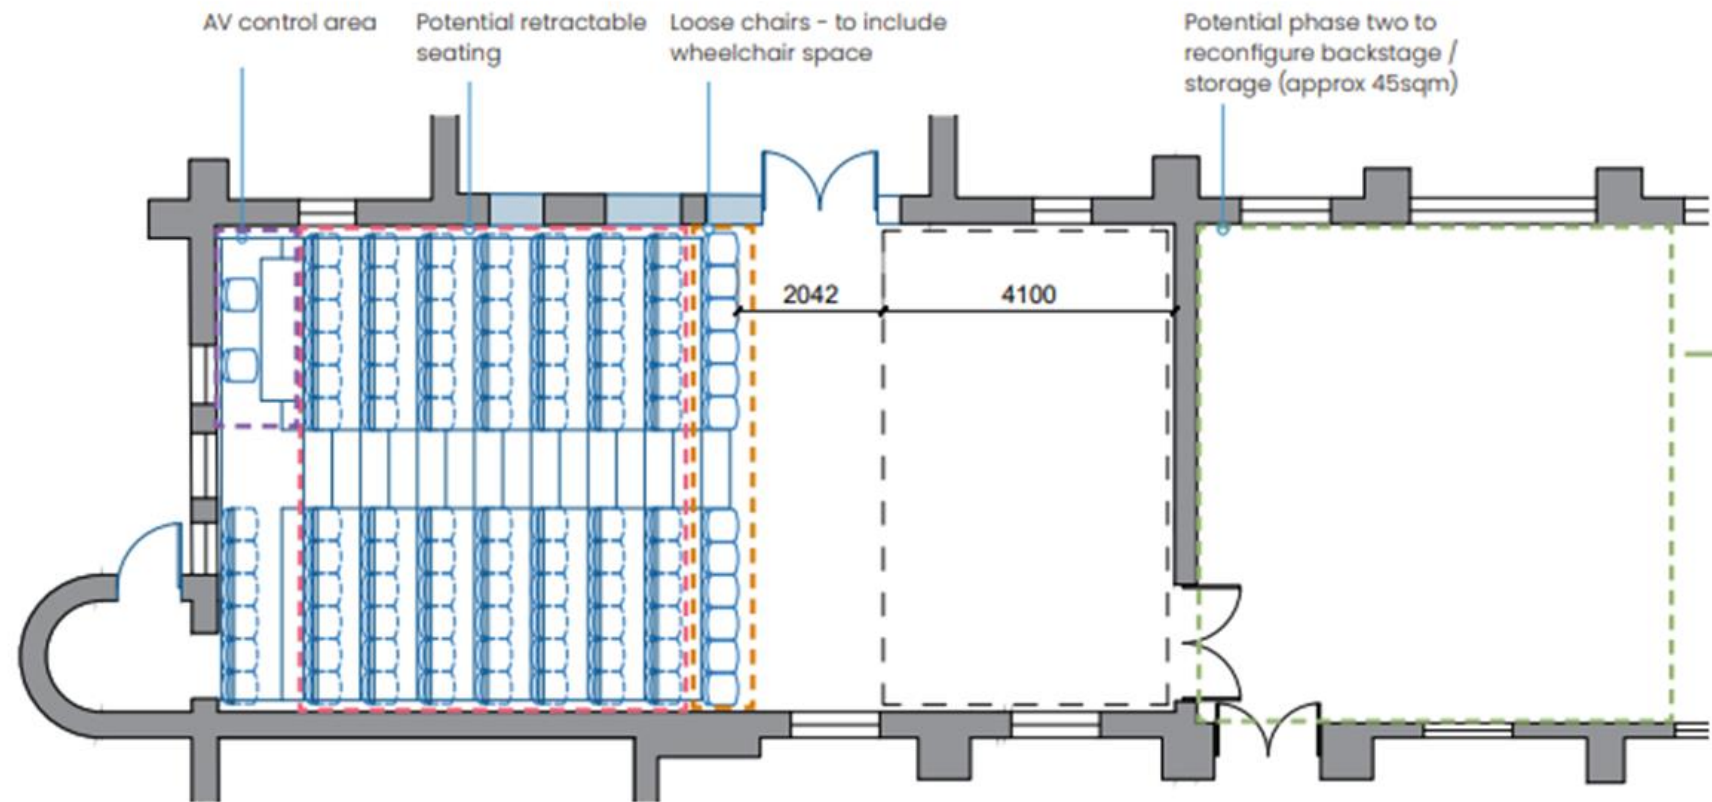 AV control area
Potential retractable
seating
Loose chairs - to include
wheelchair space
Potential phase two to
reconfigure backstage /
storage (approx 45sqm)
2042
4100